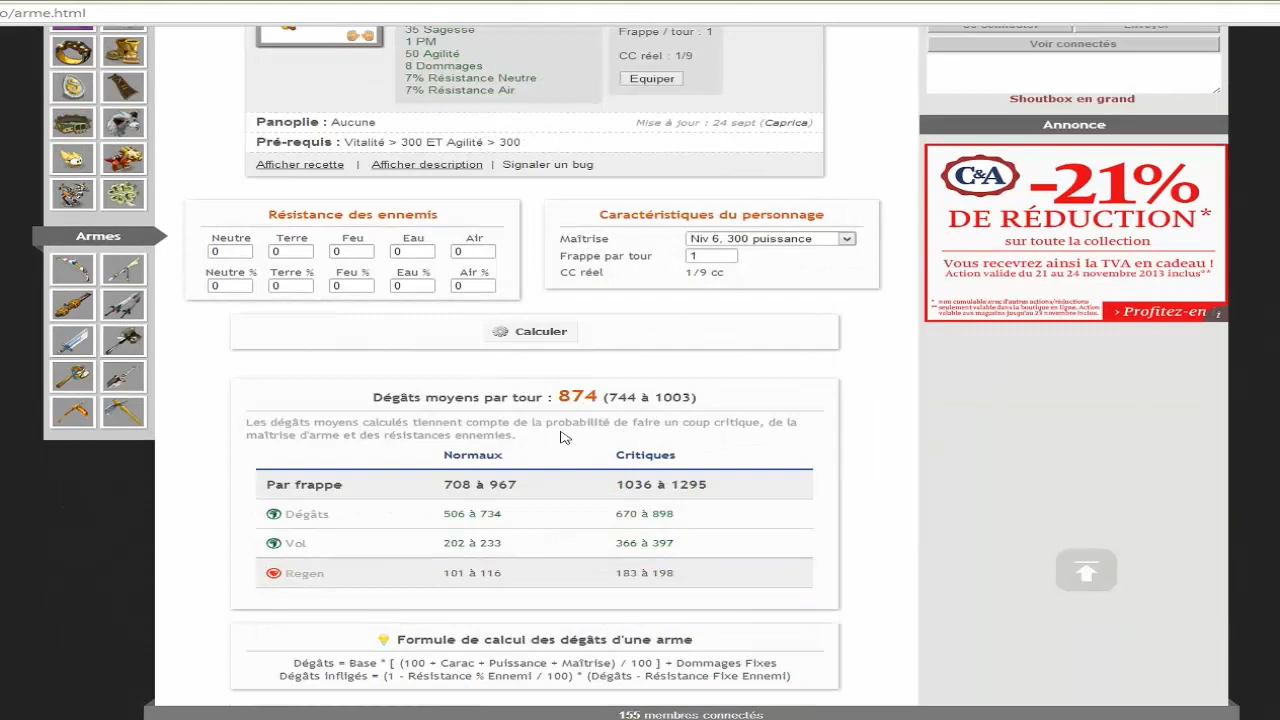 o/arme.html
35 Sagesse
1 PM
50 Agilité
8 Dommages
7% Résistance Neutre
7% Résistance Air
Frappe / tour : 1
CC réel : 1/9
Equiper
Panoplie : Aucune
Mise à jour : 24 sept (Caprica)
Pré-requis : Vitalité > 300 ET Agilité > 300
Afficher recette | Afficher description | Signaler un bug
Résistance des ennemis
Neutre Terre Feu Eau Air
0 0 0 0 0
Neutre % Terre % Feu % Eau % Air %
0 0 0 0 0
Caractéristiques du personnage
Maîtrise Niv 6, 300 puissance
Frappe par tour 1
CC réel 1/9 cc
Calculer
Dégâts moyens par tour : 874 (744 à 1003)
Les dégâts moyens calculés tiennent compte de la probabilité de faire un coup critique, de la
maîtrise d'arme et des résistances ennemies.
Normaux Critiques
Par frappe 708 à 967 1036 à 1295
Dégâts 506 à 734 670 à 898
Vol 202 à 233 366 à 397
Regen 101 à 116 183 à 198
Formule de calcul des dégâts d'une arme
Dégâts = Base * [ (100 + Carac + Puissance + Maîtrise) / 100 ] + Dommages Fixes
Dégâts infligés = (1 - Résistance % Ennemi / 100) * (Dégâts - Résistance Fixe Ennemi)
155 membres connectés
Armes
Voir connectés
Shoutbox en grand
Annonce
C&A
-21%
DE RÉDUCTION*
sur toute la collection
Vous recevrez ainsi la TVA en cadeau !
Action valide du 21 au 24 novembre 2013 inclus**
› Profitez-en